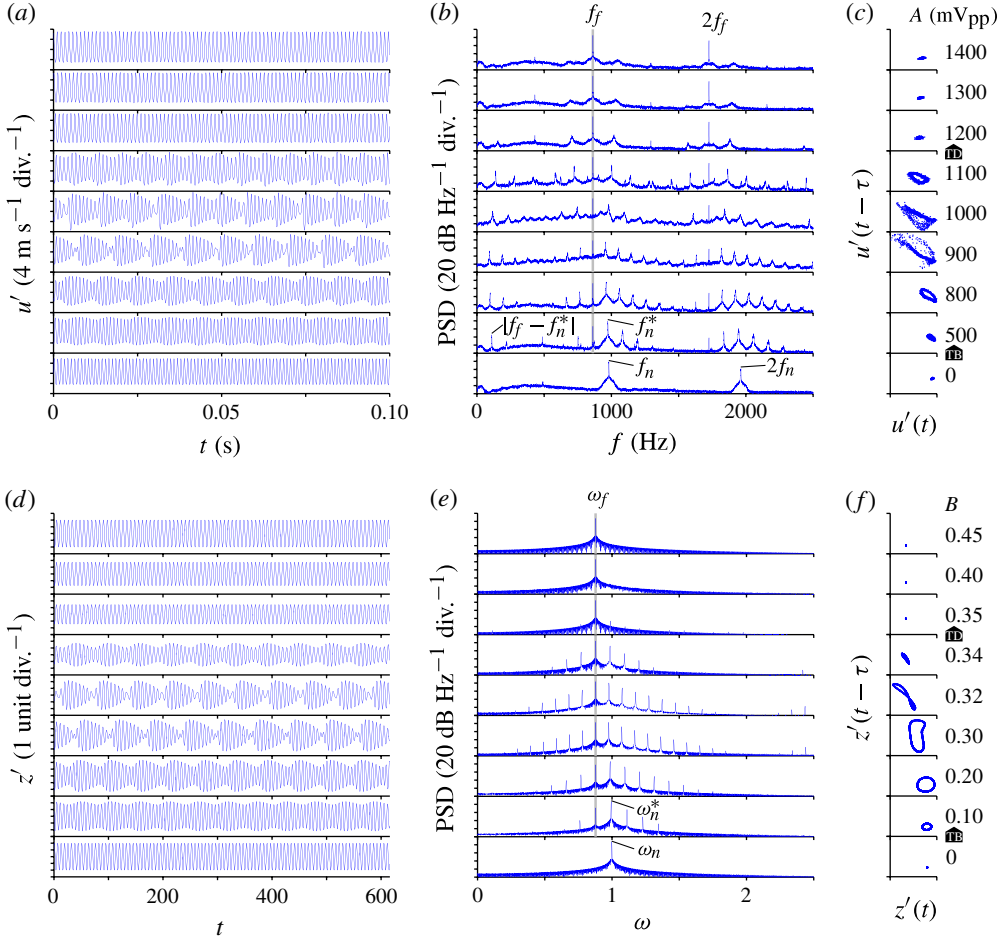 (a)
(b)
(c)
f_f
2f_f
A (mVpp)
1400
1300
1200
TD
1100
1000
900
800
500
TB
0
u′ (4 m s⁻¹ div.⁻¹)
PSD (20 dB Hz⁻¹ div.⁻¹)
u′(t − τ)
|f_f − f_n*|
f_n*
f_n
2f_n
0 0.05 0.10
0 1000 2000
t (s)
f (Hz)
u′(t)
(d)
(e)
(f)
ω_f
B
0.45
0.40
0.35
TD
0.34
0.32
0.30
0.20
0.10
TB
0
z′ (1 unit div.⁻¹)
PSD (20 dB Hz⁻¹ div.⁻¹)
z′(t − τ)
ω_n*
ω_n
0 200 400 600
0 1 2
t
ω
z′(t)